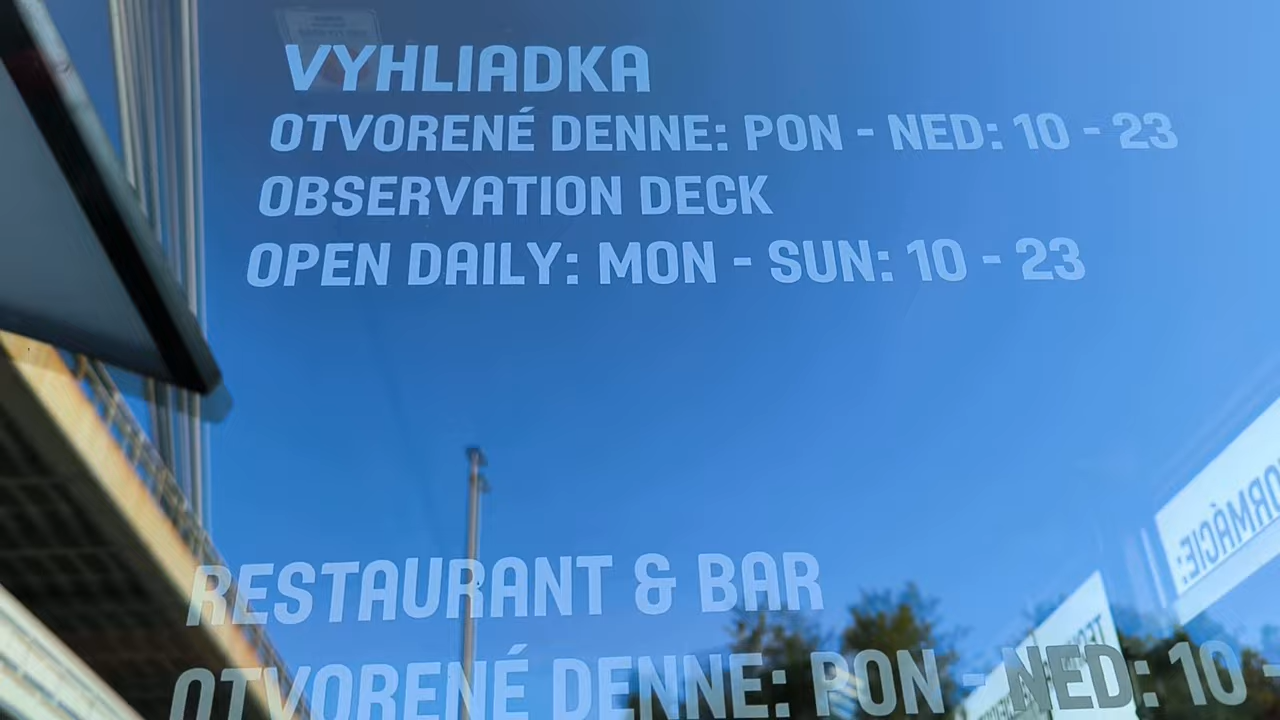 VYHLIADKA
OTVORENÉ DENNE: PON - NED: 10 - 23
OBSERVATION DECK
OPEN DAILY: MON - SUN: 10 - 23
RESTAURANT & BAR
OTVORENÉ DENNE: PON - NED: 10 -
ORMÁCIE: